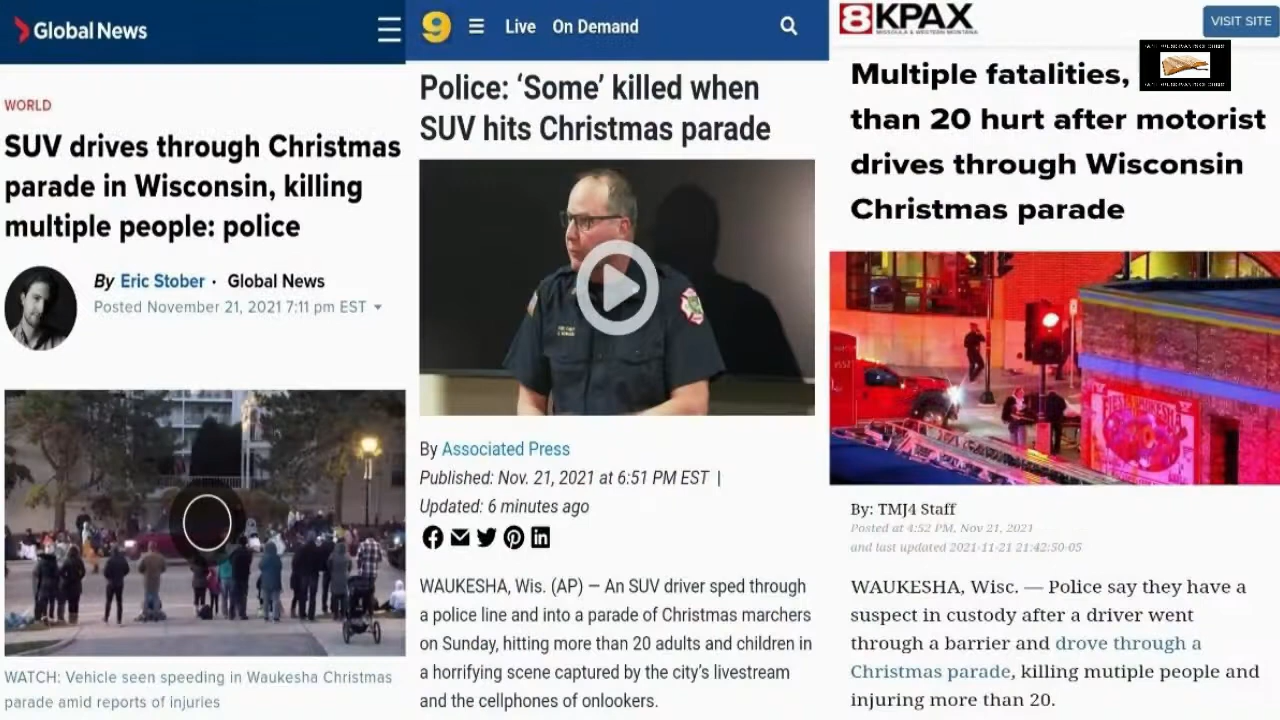 Global News
WORLD
SUV drives through Christmas
parade in Wisconsin, killing
multiple people: police
By Eric Stober · Global News
Posted November 21, 2021 7:11 pm EST
WATCH: Vehicle seen speeding in Waukesha Christmas
parade amid reports of injuries
9
Live On Demand
Police: ‘Some’ killed when
SUV hits Christmas parade
By Associated Press
Published: Nov. 21, 2021 at 6:51 PM EST |
Updated: 6 minutes ago
WAUKESHA, Wis. (AP) — An SUV driver sped through
a police line and into a parade of Christmas marchers
on Sunday, hitting more than 20 adults and children in
a horrifying scene captured by the city’s livestream
and the cellphones of onlookers.
8 KPAX
MISSOULA & WESTERN MONTANA
VISIT SITE
Multiple fatalities,
than 20 hurt after motorist
drives through Wisconsin
Christmas parade
By: TMJ4 Staff
Posted at 4:52 PM, Nov 21, 2021
and last updated 2021-11-21 21:42:50-05
WAUKESHA, Wisc. — Police say they have a
suspect in custody after a driver went
through a barrier and drove through a
Christmas parade, killing mutiple people and
injuring more than 20.